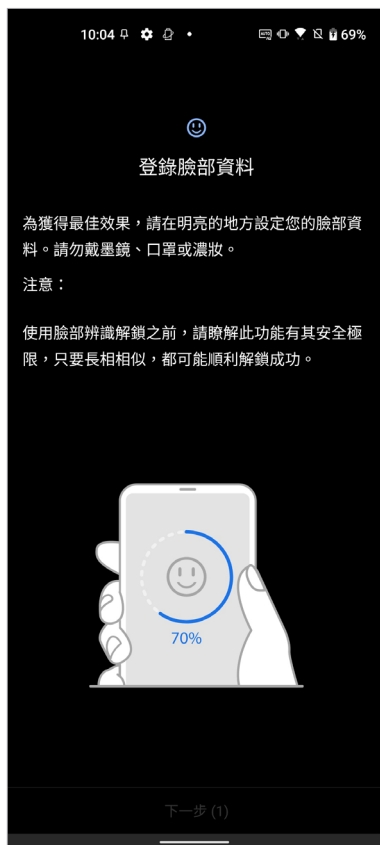 10:04 69%
登錄臉部資料
為獲得最佳效果，請在明亮的地方設定您的臉部資
料。請勿戴墨鏡、口罩或濃妝。
注意：
使用臉部辨識解鎖之前，請瞭解此功能有其安全極
限，只要長相相似，都可能順利解鎖成功。
70%
下一步 (1)